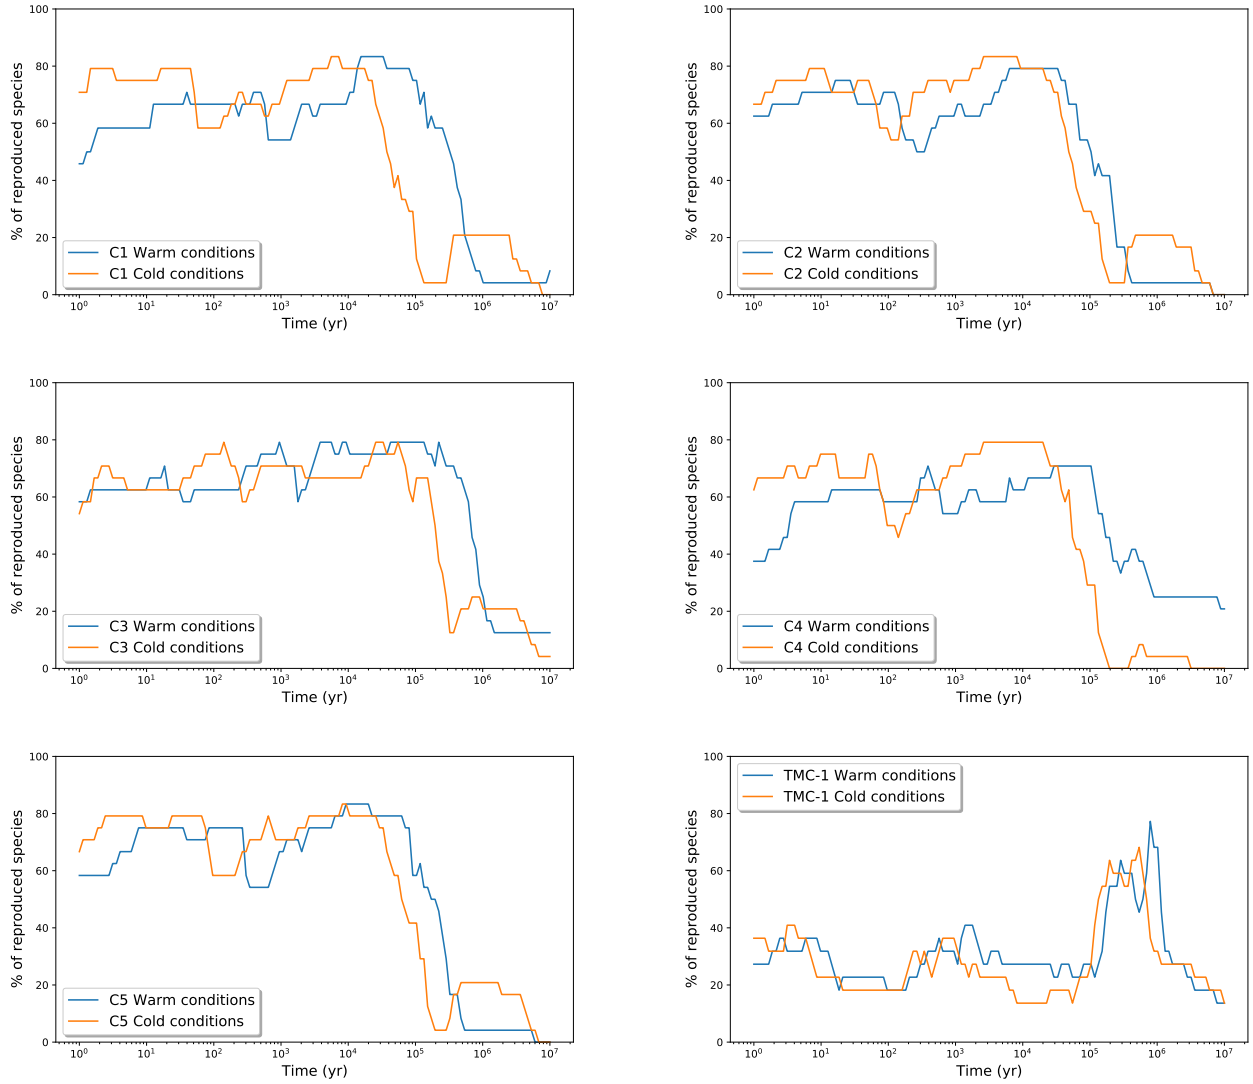 100
80
60
40
20
0
% of reproduced species
C1 Warm conditions
C1 Cold conditions
10⁰ 10¹ 10² 10³ 10⁴ 10⁵ 10⁶ 10⁷
Time (yr)
100
80
60
40
20
0
% of reproduced species
C2 Warm conditions
C2 Cold conditions
10⁰ 10¹ 10² 10³ 10⁴ 10⁵ 10⁶ 10⁷
Time (yr)
100
80
60
40
20
0
% of reproduced species
C3 Warm conditions
C3 Cold conditions
10⁰ 10¹ 10² 10³ 10⁴ 10⁵ 10⁶ 10⁷
Time (yr)
100
80
60
40
20
0
% of reproduced species
C4 Warm conditions
C4 Cold conditions
10⁰ 10¹ 10² 10³ 10⁴ 10⁵ 10⁶ 10⁷
Time (yr)
100
80
60
40
20
0
% of reproduced species
C5 Warm conditions
C5 Cold conditions
10⁰ 10¹ 10² 10³ 10⁴ 10⁵ 10⁶ 10⁷
Time (yr)
100
80
60
40
20
0
% of reproduced species
TMC-1 Warm conditions
TMC-1 Cold conditions
10⁰ 10¹ 10² 10³ 10⁴ 10⁵ 10⁶ 10⁷
Time (yr)